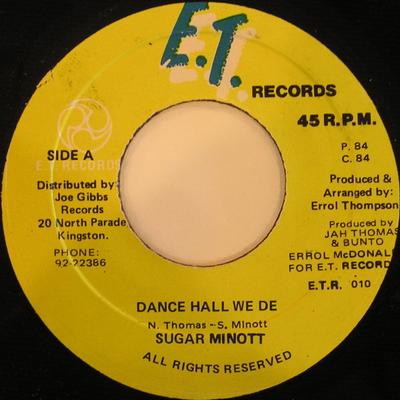 E.T.
RECORDS
45 R.P.M.
SIDE A
P. 84
C. 84
E.T. RECORDS
Distributed by:
Joe Gibbs
Records
20 North Parade
Kingston.
PHONE:
92-22386
Produced &
Arranged by:
Errol Thompson
Produced by
JAH THOMAS
& BUNTO
ERROL McDONAL
FOR E.T. RECORD
E.T.R. 010
DANCE HALL WE DE
N. Thomas - S. Minott
SUGAR MINOTT
ALL RIGHTS RESERVED